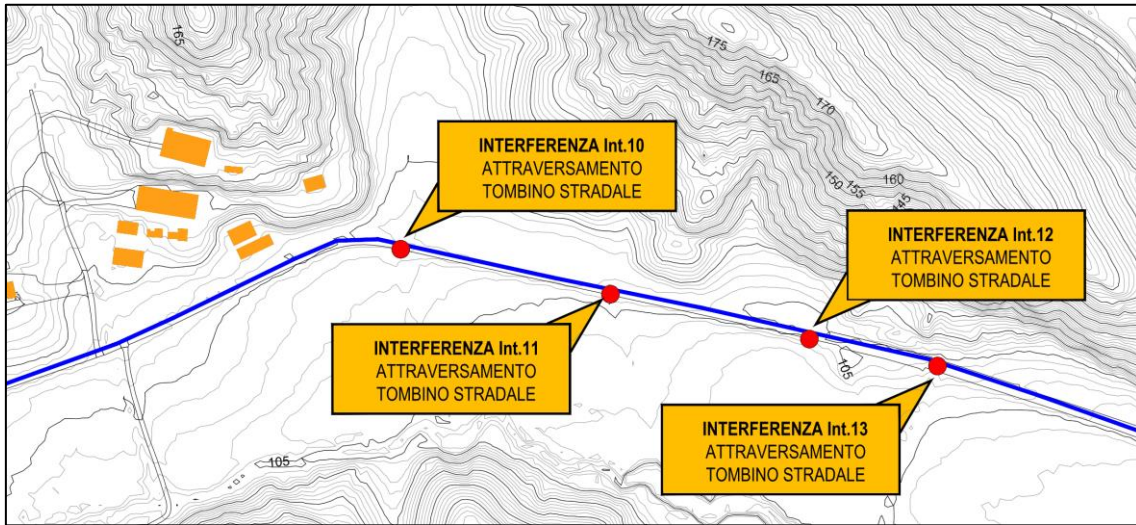 165
175
165
170
160
150
155
145
INTERFERENZA Int.10
ATTRAVERSAMENTO
TOMBINO STRADALE
INTERFERENZA Int.12
ATTRAVERSAMENTO
TOMBINO STRADALE
INTERFERENZA Int.11
ATTRAVERSAMENTO
TOMBINO STRADALE
105
INTERFERENZA Int.13
ATTRAVERSAMENTO
TOMBINO STRADALE
105